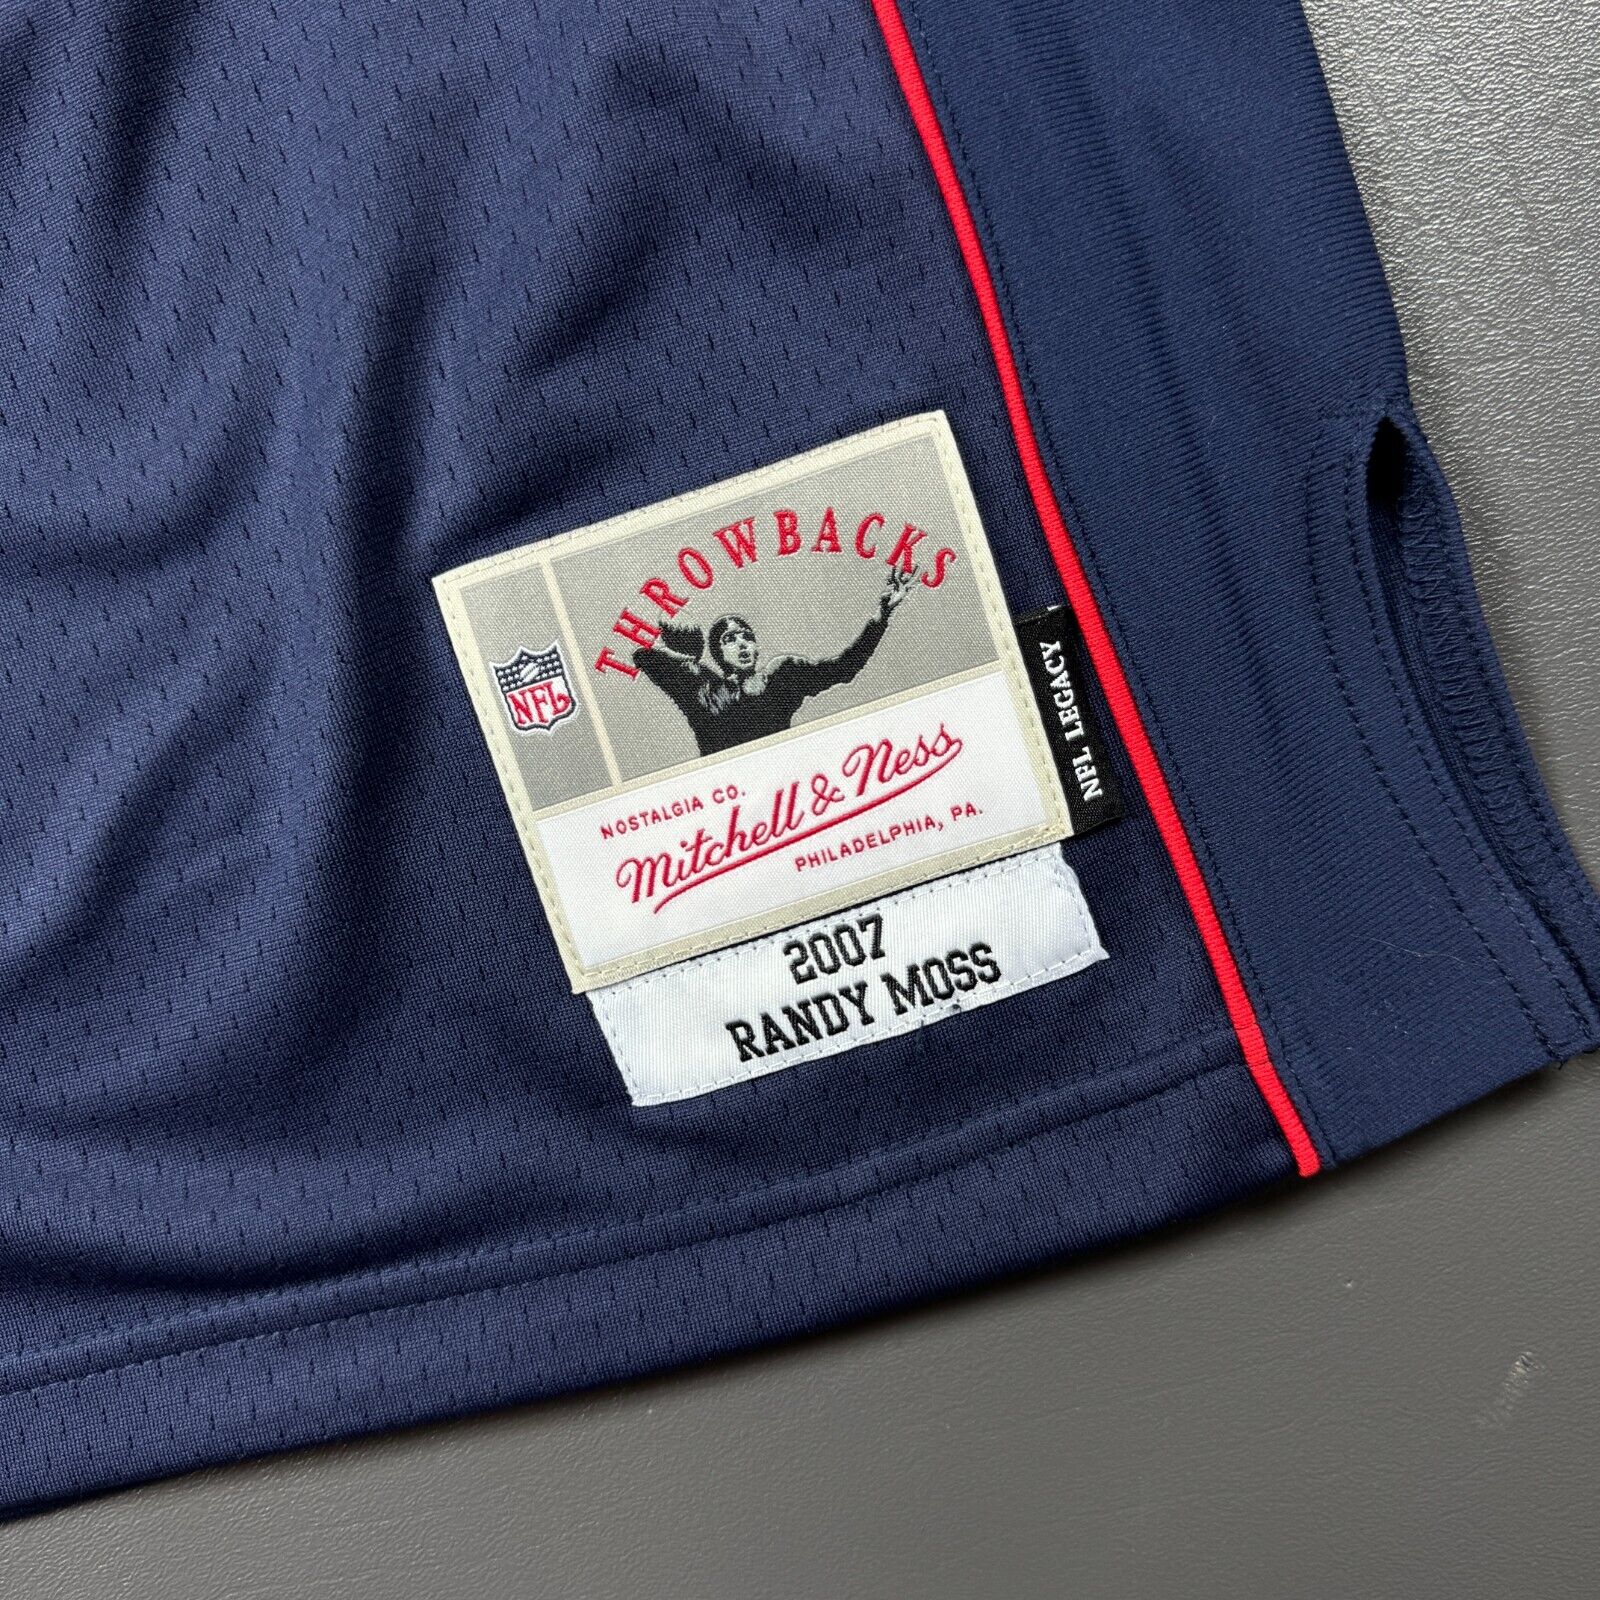 THROWBACKS
NFL
NOSTALGIA CO.
Mitchell & Ness
PHILADELPHIA, PA.
NFL LEGACY
2007
RANDY MOSS